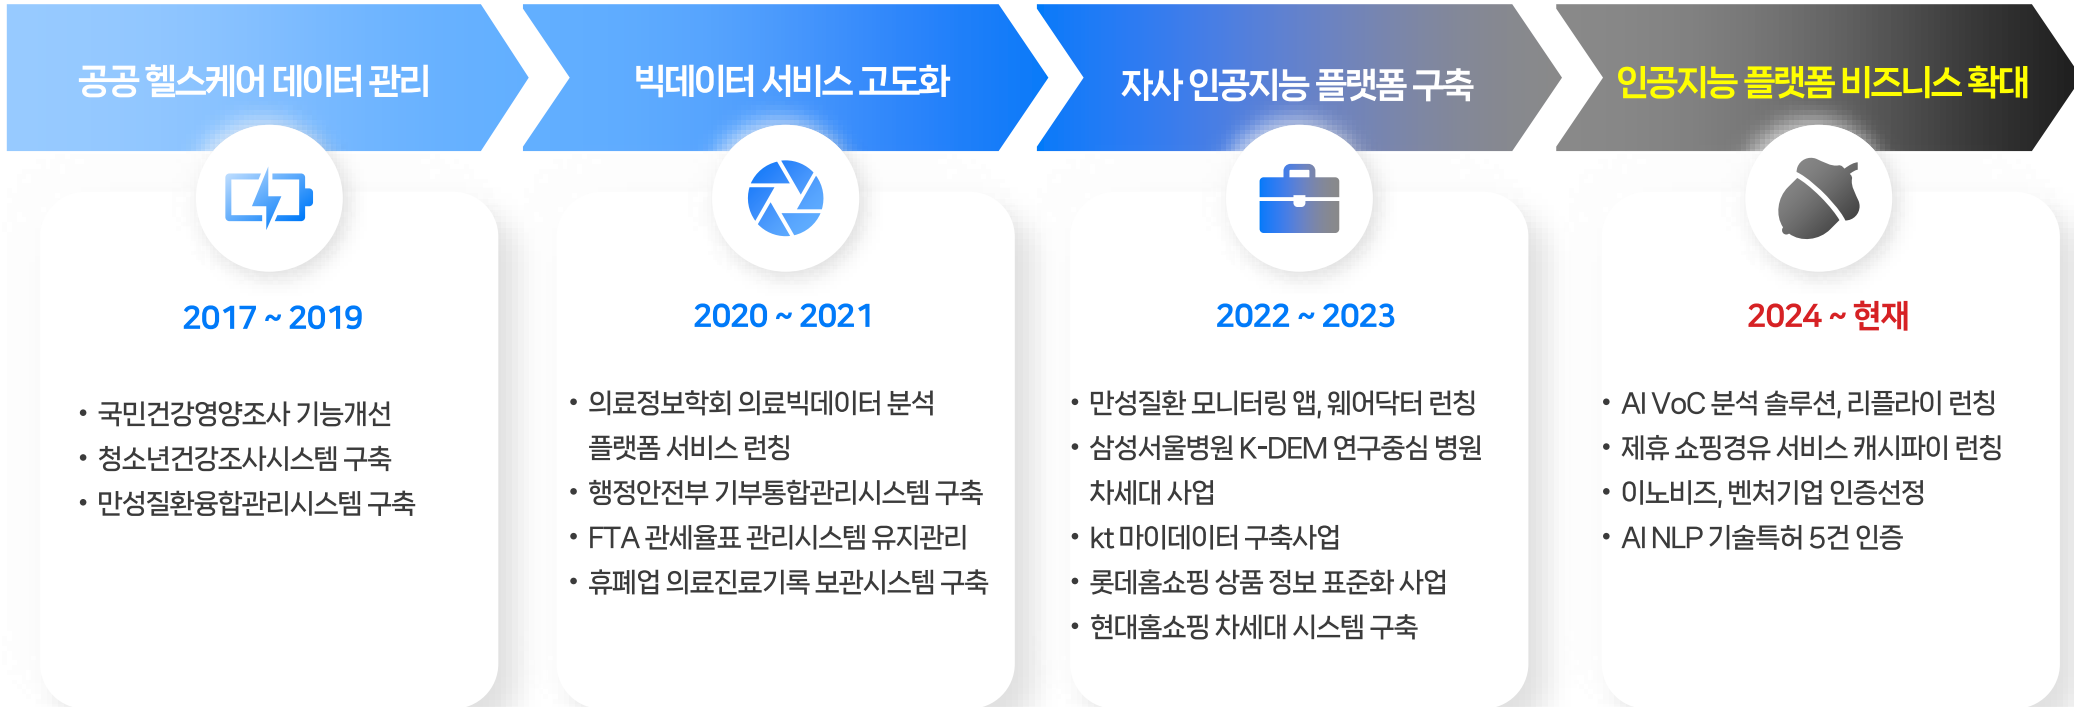 공공 헬스케어 데이터 관리
2017 ~ 2019
• 국민건강영양조사 기능개선
• 청소년건강조사시스템 구축
• 만성질환융합관리시스템 구축
빅데이터 서비스 고도화
2020 ~ 2021
• 의료정보학회 의료빅데이터 분석
플랫폼 서비스 런칭
• 행정안전부 기부통합관리시스템 구축
• FTA 관세율표 관리시스템 유지관리
• 휴폐업 의료진료기록 보관시스템 구축
자사 인공지능 플랫폼 구축
2022 ~ 2023
• 만성질환 모니터링 앱, 웨어닥터 런칭
• 삼성서울병원 K-DEM 연구중심 병원
차세대 사업
• kt 마이데이터 구축사업
• 롯데홈쇼핑 상품 정보 표준화 사업
• 현대홈쇼핑 차세대 시스템 구축
인공지능 플랫폼 비즈니스 확대
2024 ~ 현재
• AI VoC 분석 솔루션, 리플라이 런칭
• 제휴 쇼핑경유 서비스 캐시파이 런칭
• 이노비즈, 벤처기업 인증선정
• AI NLP 기술특허 5건 인증